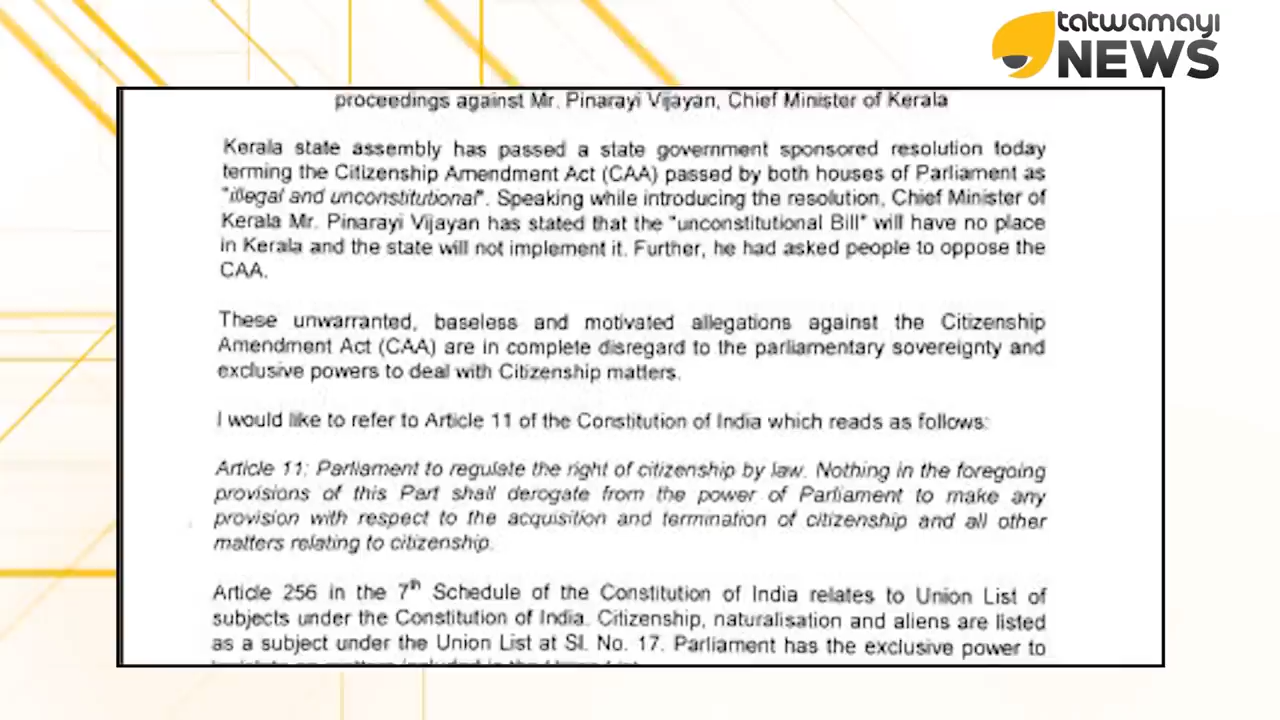 tatwamayi
NEWS
proceedings against Mr. Pinarayi Vijayan, Chief Minister of Kerala
Kerala state assembly has passed a state government sponsored resolution today
terming the Citizenship Amendment Act (CAA) passed by both houses of Parliament as
"illegal and unconstitutional". Speaking while introducing the resolution, Chief Minister of
Kerala Mr. Pinarayi Vijayan has stated that the "unconstitutional Bill" will have no place
in Kerala and the state will not implement it. Further, he had asked people to oppose the
CAA.
These unwarranted, baseless and motivated allegations against the Citizenship
Amendment Act (CAA) are in complete disregard to the parliamentary sovereignty and
exclusive powers to deal with Citizenship matters.
I would like to refer to Article 11 of the Constitution of India which reads as follows:
Article 11: Parliament to regulate the right of citizenship by law. Nothing in the foregoing
provisions of this Part shall derogate from the power of Parliament to make any
provision with respect to the acquisition and termination of citizenship and all other
matters relating to citizenship.
Article 256 in the 7th Schedule of the Constitution of India relates to Union List of
subjects under the Constitution of India. Citizenship, naturalisation and aliens are listed
as a subject under the Union List at Sl. No. 17. Parliament has the exclusive power to